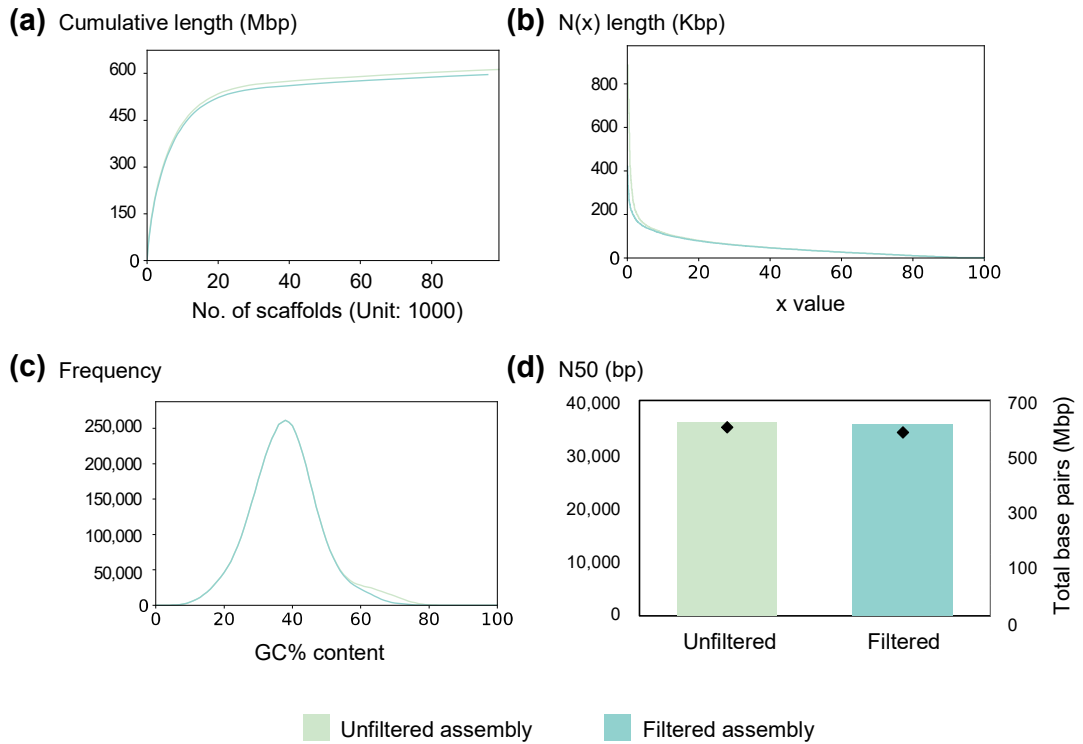 (a) Cumulative length (Mbp)
600
450
300
150
0
0 20 40 60 80
No. of scaffolds (Unit: 1000)
(b) N(x) length (Kbp)
800
600
400
200
0
0 20 40 60 80 100
x value
(c) Frequency
250,000
200,000
150,000
100,000
50,000
0
0 20 40 60 80 100
GC% content
(d) N50 (bp)
40,000
30,000
20,000
10,000
0
700
500
300
100
0
Total base pairs (Mbp)
Unfiltered Filtered
Unfiltered assembly Filtered assembly